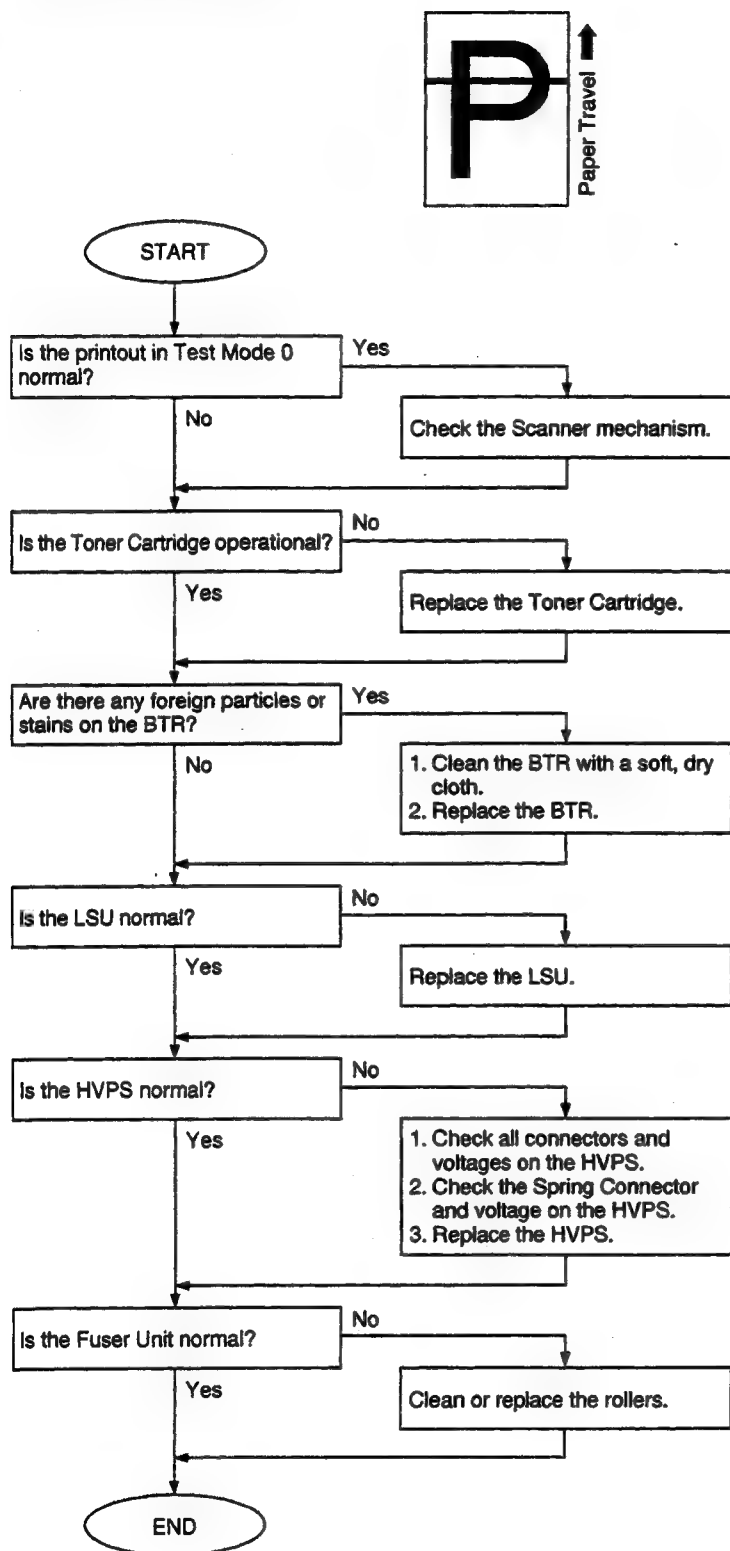 P
Paper Travel
START
Is the printout in Test Mode 0
normal?
Yes
No
Check the Scanner mechanism.
Is the Toner Cartridge operational?
No
Yes
Replace the Toner Cartridge.
Are there any foreign particles or
stains on the BTR?
Yes
No
1. Clean the BTR with a soft, dry
cloth.
2. Replace the BTR.
Is the LSU normal?
No
Yes
Replace the LSU.
Is the HVPS normal?
No
Yes
1. Check all connectors and
voltages on the HVPS.
2. Check the Spring Connector
and voltage on the HVPS.
3. Replace the HVPS.
Is the Fuser Unit normal?
No
Yes
Clean or replace the rollers.
END